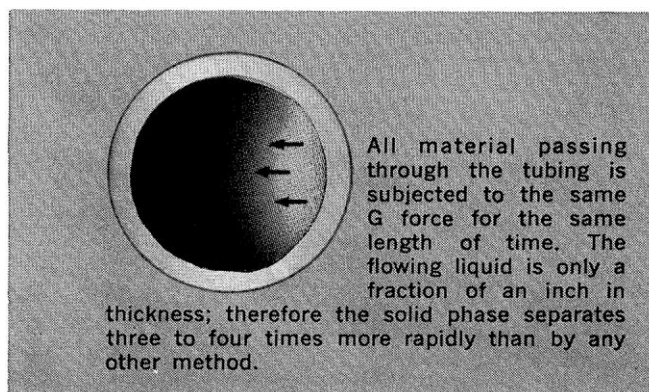 All material passing
through the tubing is
subjected to the same
G force for the same
length of time. The
flowing liquid is only a
fraction of an inch in
thickness; therefore the solid phase separates
three to four times more rapidly than by any
other method.